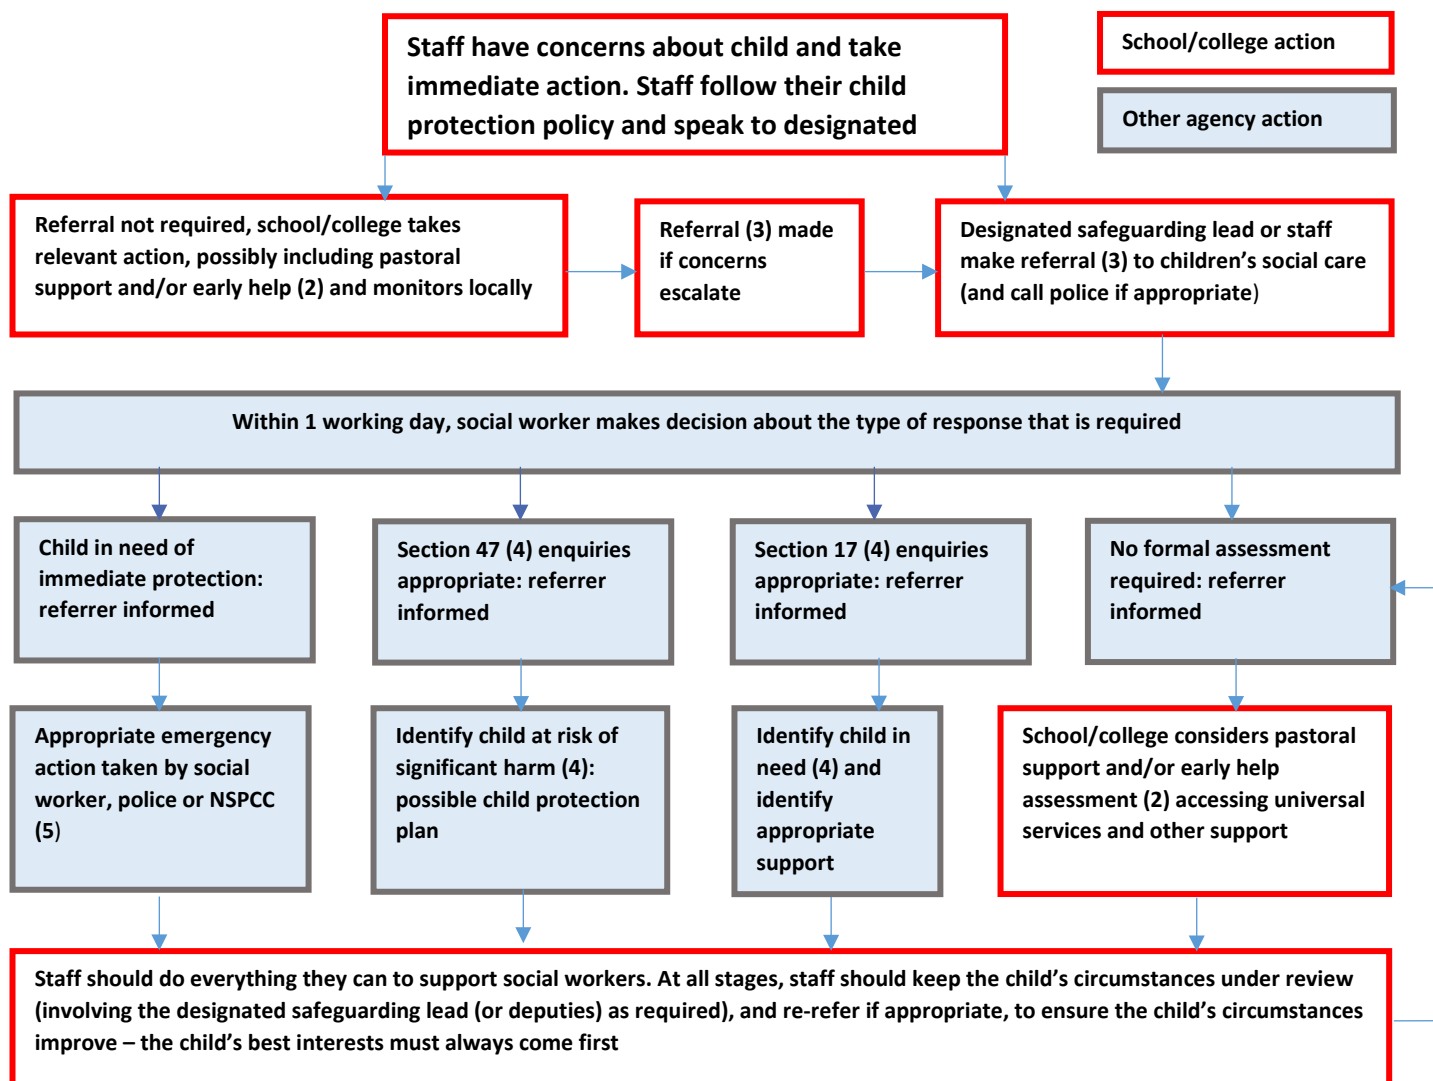 Staff have concerns about child and take
immediate action. Staff follow their child
protection policy and speak to designated
School/college action
Other agency action
Referral not required, school/college takes
relevant action, possibly including pastoral
support and/or early help (2) and monitors locally
Referral (3) made
if concerns
escalate
Designated safeguarding lead or staff
make referral (3) to children’s social care
(and call police if appropriate)
Within 1 working day, social worker makes decision about the type of response that is required
Child in need of
immediate protection:
referrer informed
Section 47 (4) enquiries
appropriate: referrer
informed
Section 17 (4) enquiries
appropriate: referrer
informed
No formal assessment
required: referrer
informed
Appropriate emergency
action taken by social
worker, police or NSPCC
(5)
Identify child at risk of
significant harm (4):
possible child protection
plan
Identify child in
need (4) and
identify
appropriate
support
School/college considers pastoral
support and/or early help
assessment (2) accessing universal
services and other support
Staff should do everything they can to support social workers. At all stages, staff should keep the child’s circumstances under review
(involving the designated safeguarding lead (or deputies) as required), and re-refer if appropriate, to ensure the child’s circumstances
improve – the child’s best interests must always come first